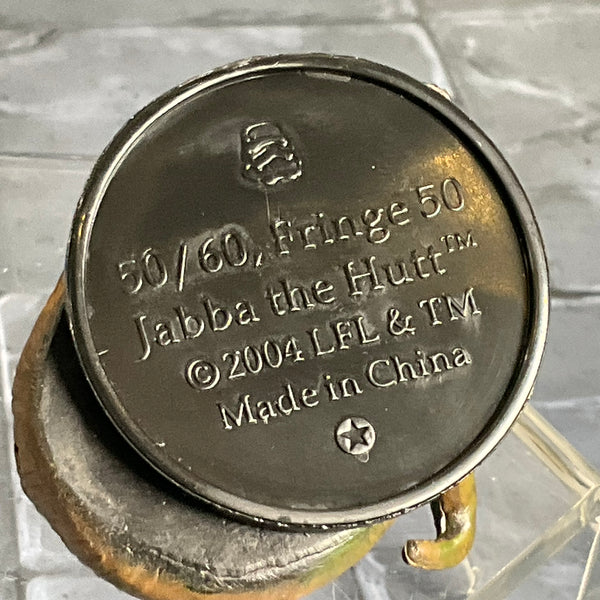 50/60, Fringe 50
Jabba the Hutt™
©2004 LFL & TM
Made in China